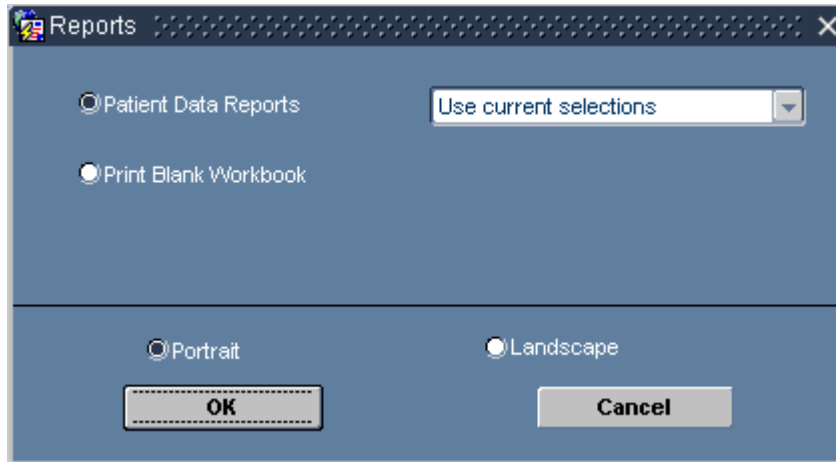 Reports
Patient Data Reports Use current selections
Print Blank Workbook
Portrait Landscape
OK Cancel